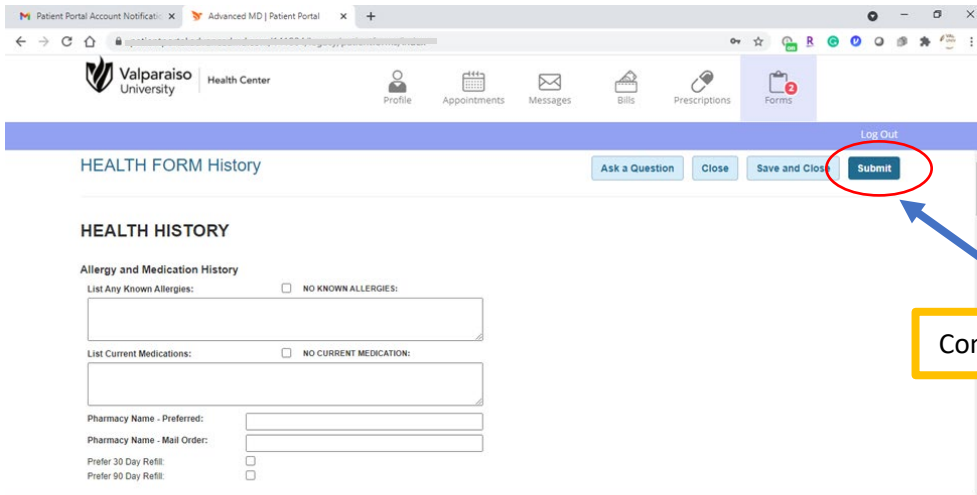 Patient Portal Account Notificatio
Advanced MD | Patient Portal
Valparaiso
University
Health Center
Profile
Appointments
Messages
Bills
Prescriptions
Forms
2
Log Out
HEALTH FORM History
Ask a Question
Close
Save and Close
Submit
HEALTH HISTORY
Allergy and Medication History
List Any Known Allergies:
NO KNOWN ALLERGIES:
Con
List Current Medications:
NO CURRENT MEDICATION:
Pharmacy Name - Preferred:
Pharmacy Name - Mail Order:
Prefer 30 Day Refill:
Prefer 90 Day Refill: